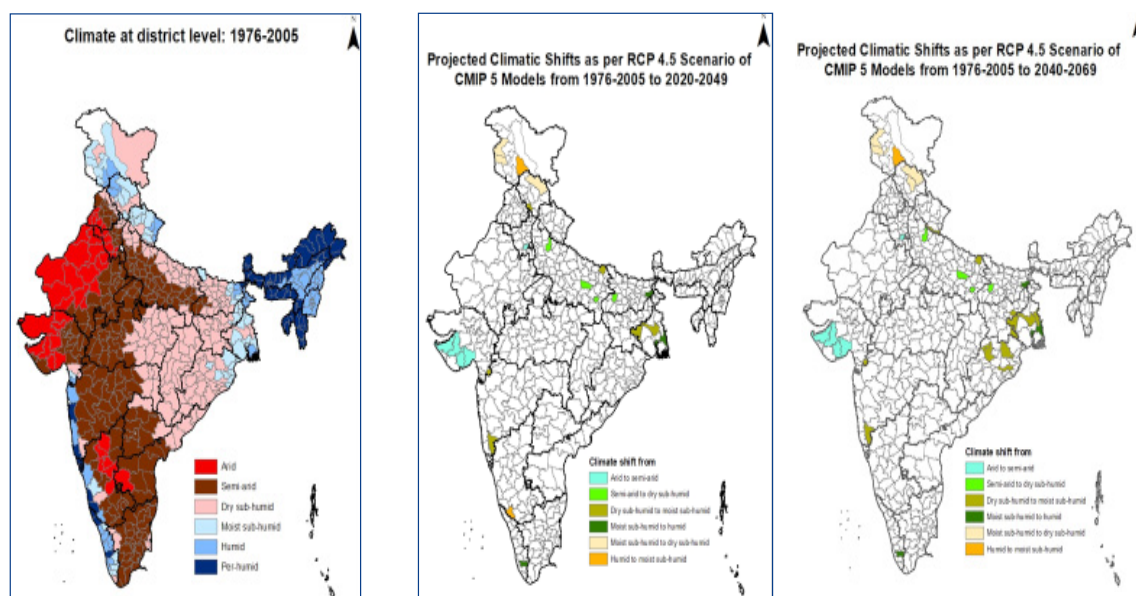 Climate at district level: 1976-2005
Arid
Semi-arid
Dry sub-humid
Moist sub-humid
Humid
Per-humid
Projected Climatic Shifts as per RCP 4.5 Scenario of
CMIP 5 Models from 1976-2005 to 2020-2049
Climate shift from
Arid to semi-arid
Semi-arid to dry sub-humid
Dry sub-humid to moist sub-humid
Moist sub-humid to humid
Moist sub-humid to dry sub-humid
Humid to moist sub-humid
Projected Climatic Shifts as per RCP 4.5 Scenario of
CMIP 5 Models from 1976-2005 to 2040-2069
Climate shift from
Arid to semi-arid
Semi-arid to dry sub-humid
Dry sub-humid to moist sub-humid
Moist sub-humid to humid
Moist sub-humid to dry sub-humid
Humid to moist sub-humid